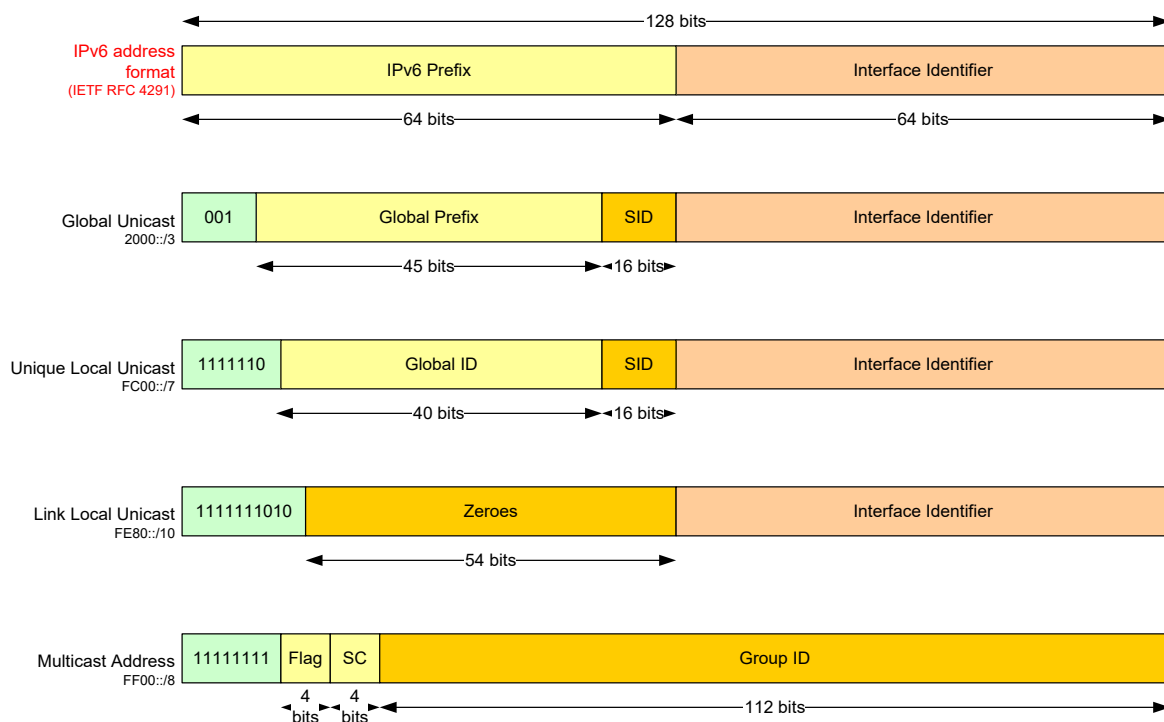 128 bits
IPv6 address
format
(IETF RFC 4291)
IPv6 Prefix
Interface Identifier
64 bits
64 bits
Global Unicast
2000::/3
001
Global Prefix
SID
Interface Identifier
45 bits
16 bits
Unique Local Unicast
FC00::/7
1111110
Global ID
SID
Interface Identifier
40 bits
16 bits
Link Local Unicast
FE80::/10
1111111010
Zeroes
Interface Identifier
54 bits
Multicast Address
FF00::/8
11111111
Flag
SC
Group ID
4
bits
4
bits
112 bits